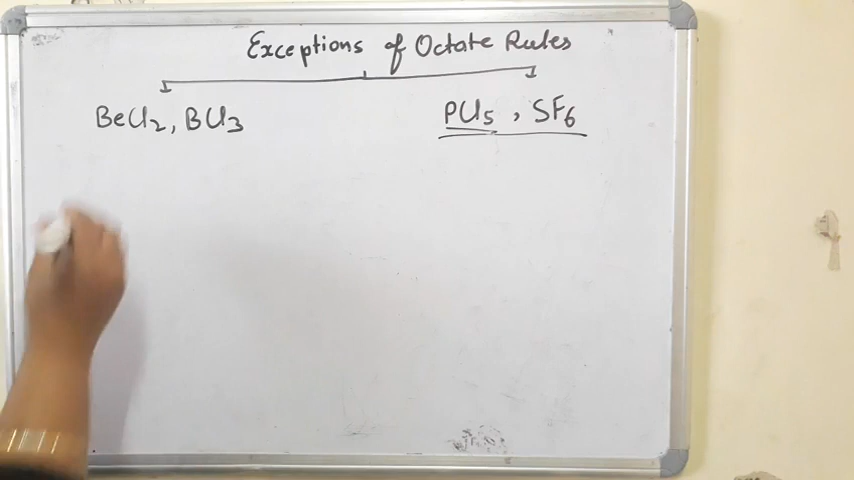 Exceptions of Octate Rules
BeCl2, BCl3
PCl5, SF6